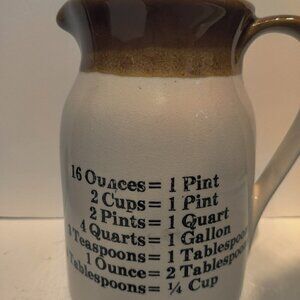 16 Ounces = 1 Pint
2 Cups = 1 Pint
2 Pints = 1 Quart
4 Quarts = 1 Gallon
Teaspoons = 1 Tablespoo
1 Ounce = 2 Tablespoo
Tablespoons = ¼ Cup